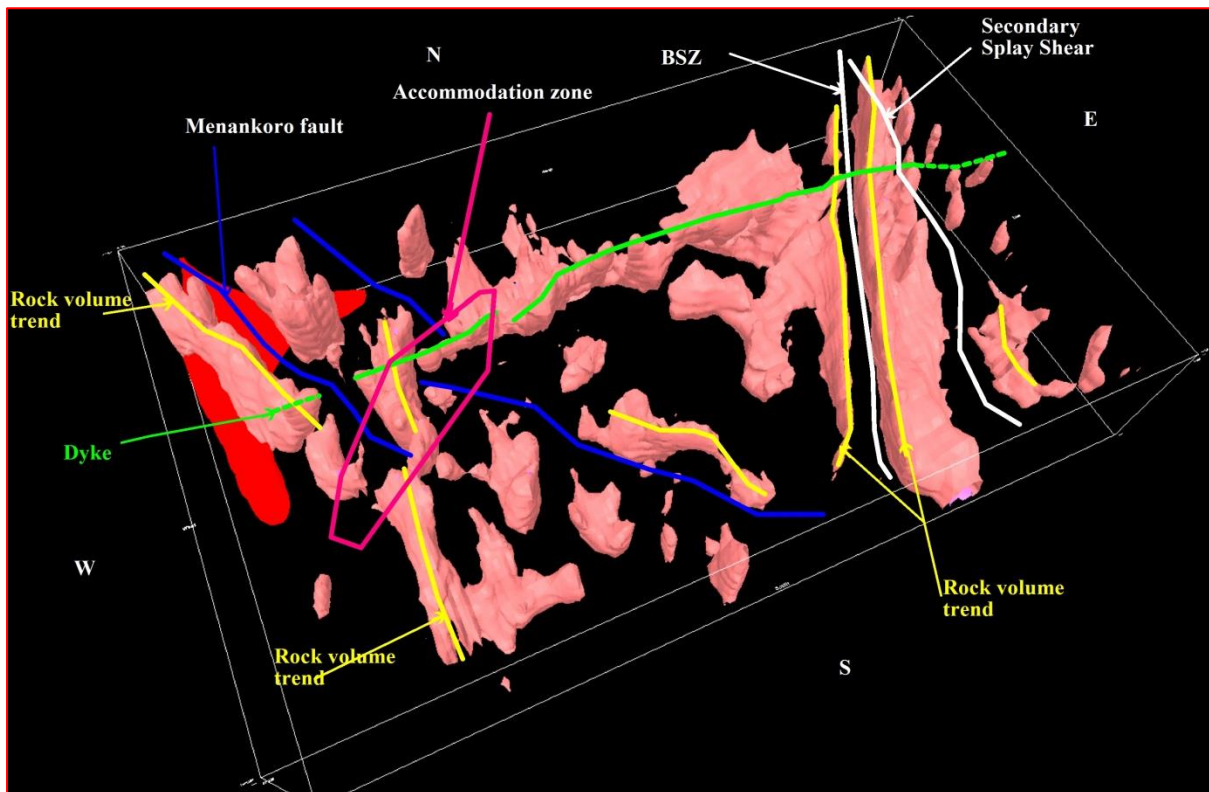 Secondary
Splay Shear
BSZ
N
Accommodation zone
E
Menankoro fault
Rock volume
trend
Dyke
W
Rock volume
trend
Rock volume
trend
S